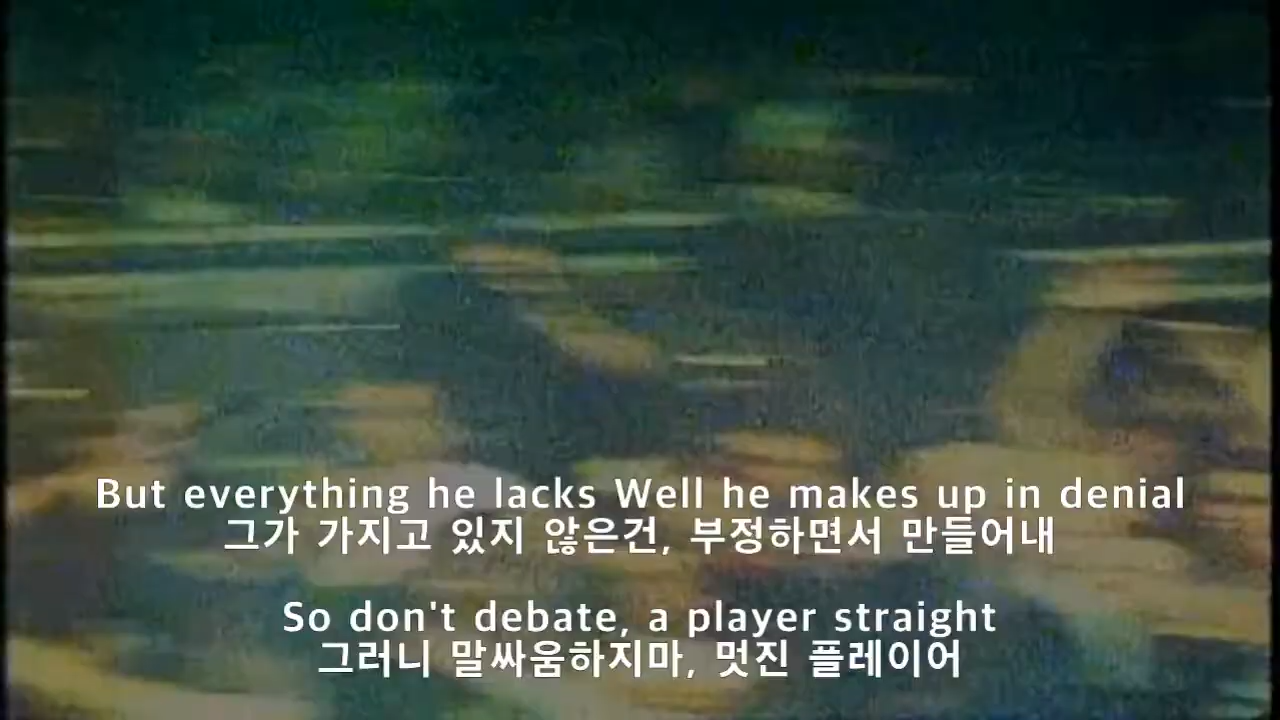 But everything he lacks Well he makes up in denial
그가 가지고 있지 않은건, 부정하면서 만들어내
So don't debate, a player straight
그러니 말싸움하지마, 멋진 플레이어